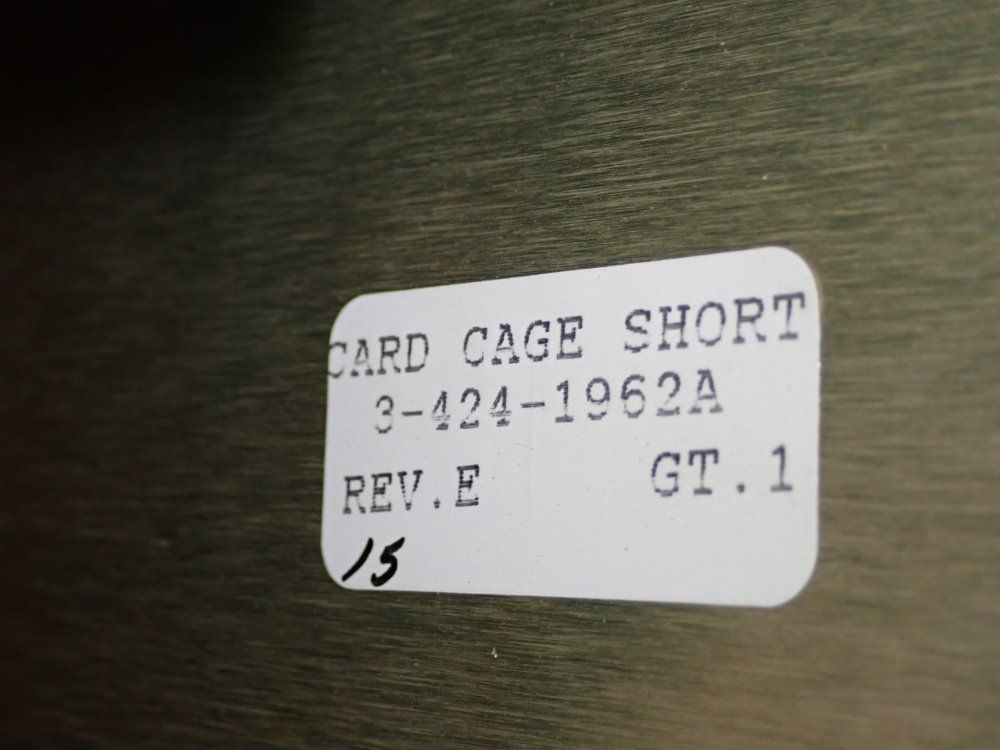 CARD CAGE SHORT
3-424-1962A
REV.E GT.1
15